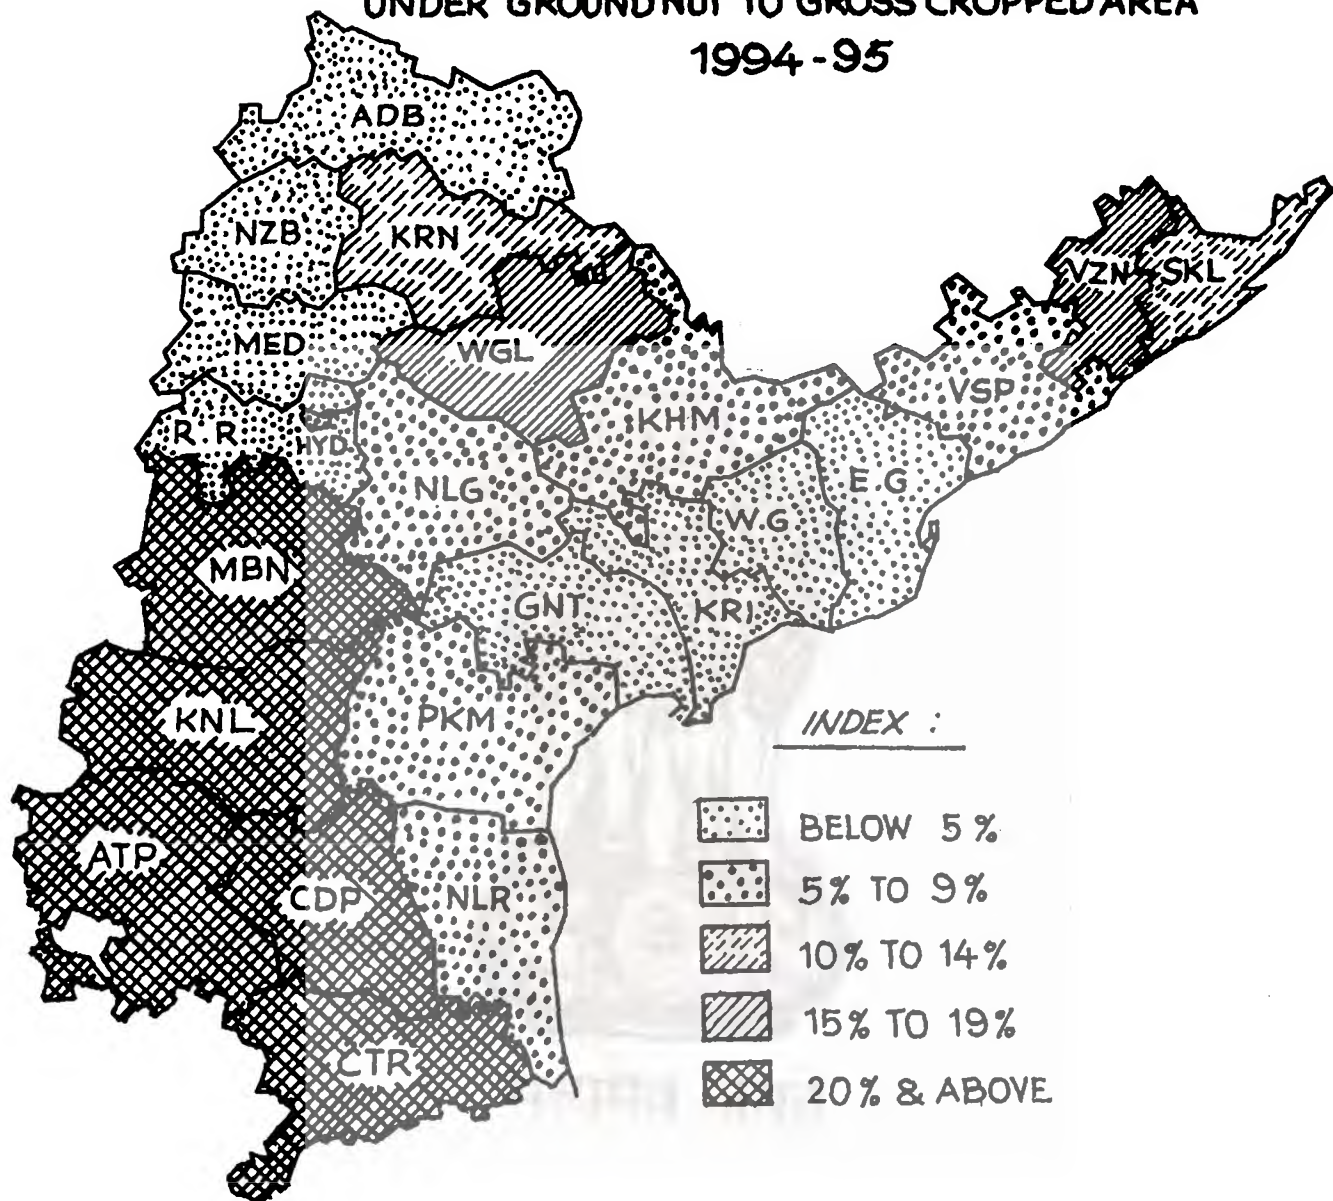 UNDER GROUNDNUT TO GROSS CROPPED AREA
1994-95
ADB
NZB
KRN
VZN
SKL
MED
WGL
VSP
R.R
HYD
KHM
NLG
E G
W.G
MBN
GNT
KRI
KNL
PKM
INDEX :
BELOW 5%
ATP
5% TO 9%
CDP
NLR
10% TO 14%
15% TO 19%
CTR
20% & ABOVE